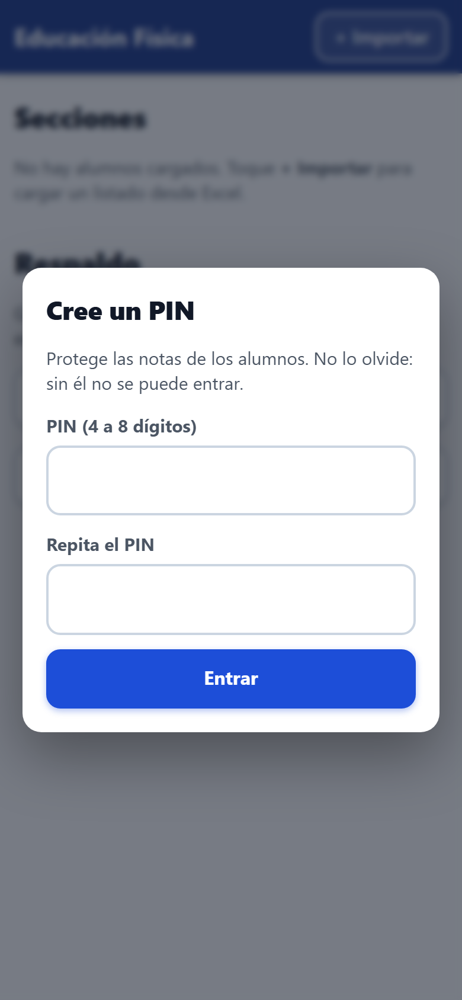 Educación Física
+ Importar
Secciones
No hay alumnos cargados. Toque + Importar para
cargar un listado desde Excel.
Respaldo
Cree un PIN
Protege las notas de los alumnos. No lo olvide:
sin él no se puede entrar.
PIN (4 a 8 dígitos)
Repita el PIN
Entrar